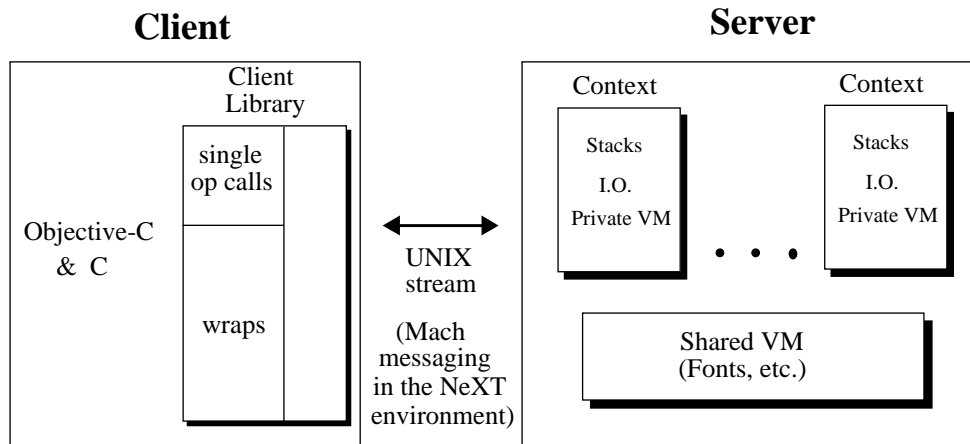 Client
Client
Library
single
op calls
Objective-C
& C
wraps
UNIX
stream
(Mach
messaging
in the NeXT
environment)
Server
Context
Stacks
I.O.
Private VM
• • •
Context
Stacks
I.O.
Private VM
Shared VM
(Fonts, etc.)